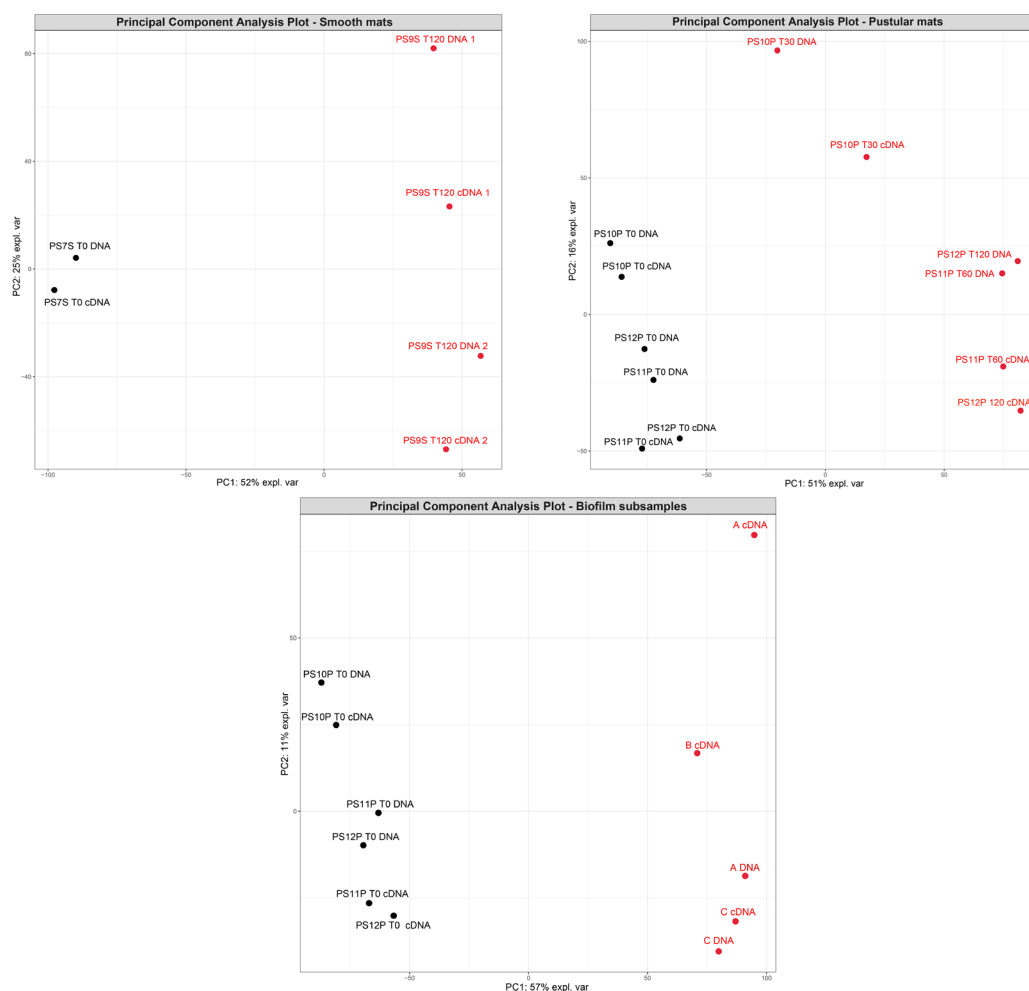 Principal Component Analysis Plot - Smooth mats
PS9S T120 DNA 1
80
40
PS9S T120 cDNA 1
PS7S T0 DNA
0
PS7S T0 cDNA
PS9S T120 DNA 2
−40
PS9S T120 cDNA 2
−100
−50
0
50
PC1: 52% expl. var
PC2: 25% expl. var
Principal Component Analysis Plot - Pustular mats
100
PS10P T30 DNA
PS10P T30 cDNA
50
PS10P T0 DNA
PS12P T120 DNA
PS10P T0 cDNA
PS11P T60 DNA
0
PS12P T0 DNA
PS11P T0 DNA
PS11P T60 cDNA
PS12P 120 cDNA
PS12P T0 cDNA
PS11P T0 cDNA
−50
−50
0
50
PC1: 51% expl. var
PC2: 16% expl. var
Principal Component Analysis Plot - Biofilm subsamples
A cDNA
50
PS10P T0 DNA
PS10P T0 cDNA
B cDNA
PS11P T0 DNA
0
PS12P T0 DNA
A DNA
PS11P T0 cDNA
C cDNA
PS12P T0 cDNA
C DNA
−50
0
50
100
PC1: 57% expl. var
PC2: 11% expl. var